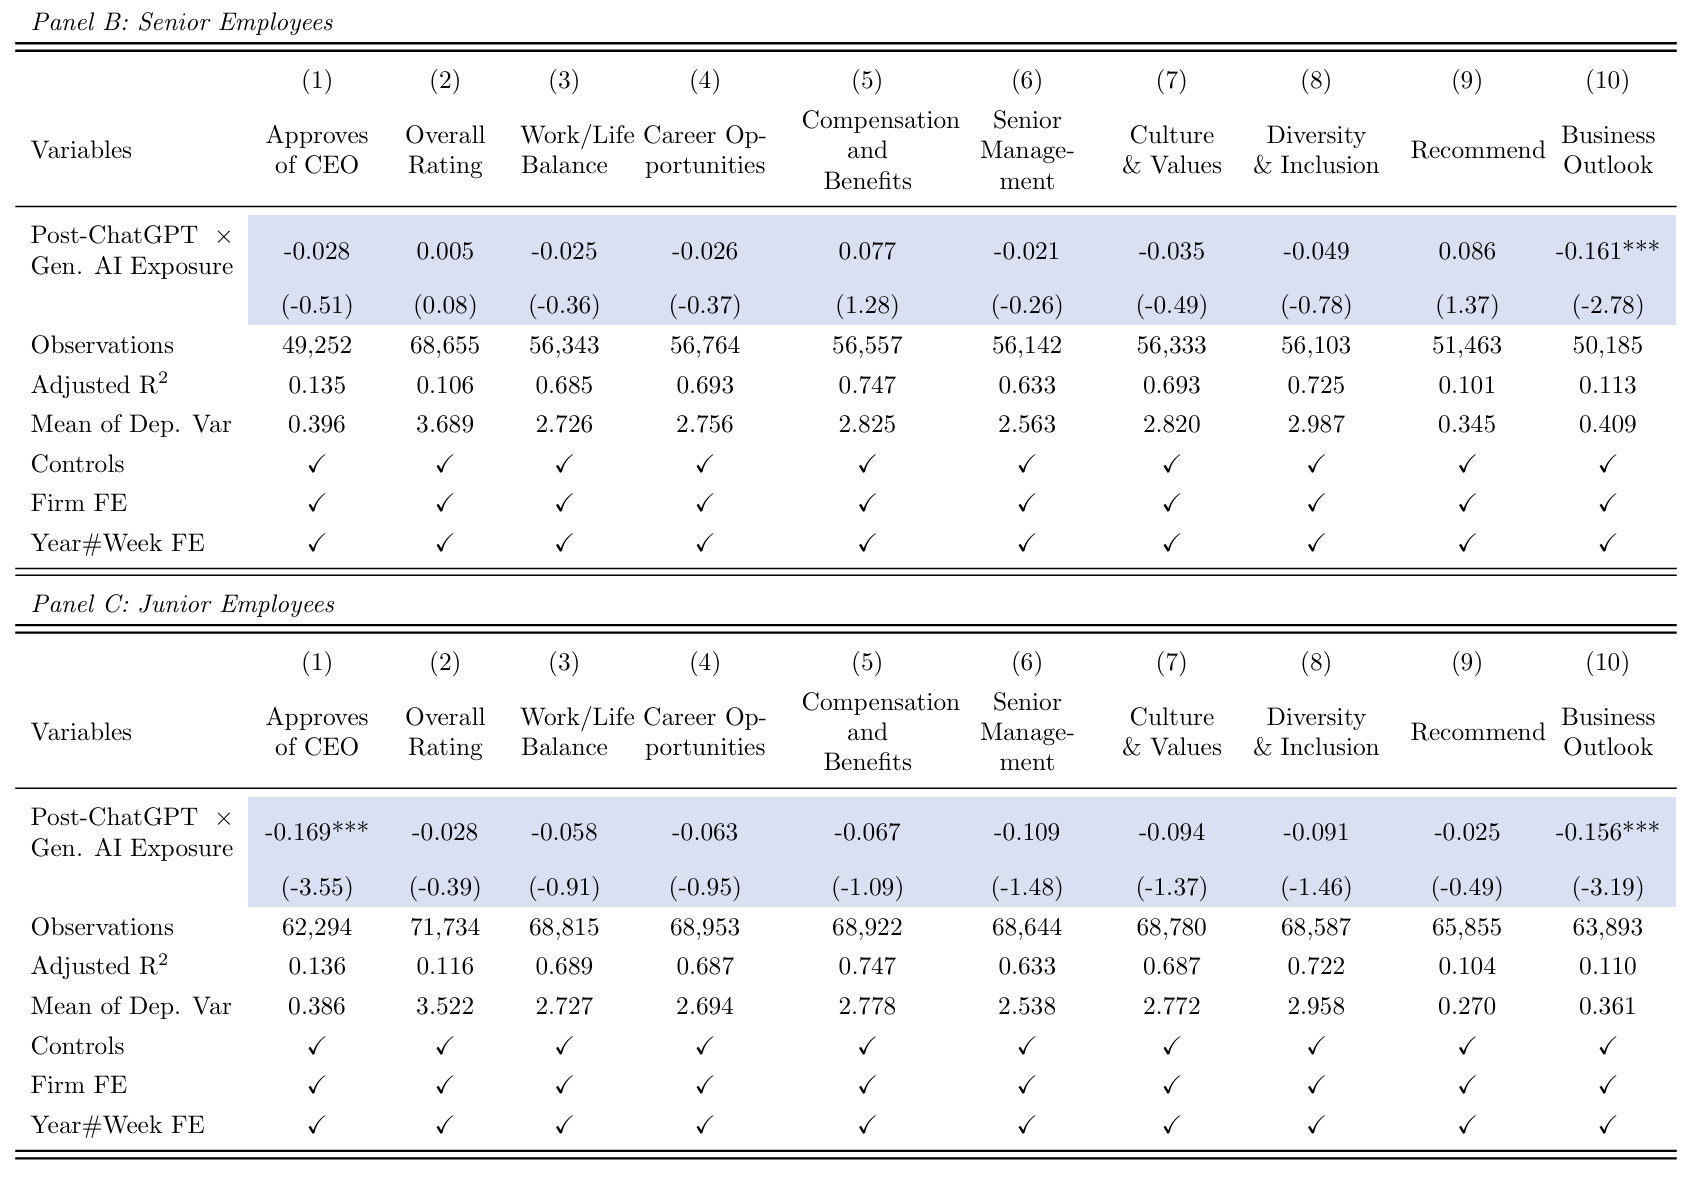 Panel B: Senior Employees
(1) (2) (3) (4) (5) (6) (7) (8) (9) (10)
Variables Approves of CEO Overall Rating Work/Life Balance Career Op-portunities Compensation and Benefits Senior Manage-ment Culture & Values Diversity & Inclusion Recommend Business Outlook
Post-ChatGPT × Gen. AI Exposure -0.028 0.005 -0.025 -0.026 0.077 -0.021 -0.035 -0.049 0.086 -0.161***
(-0.51) (0.08) (-0.36) (-0.37) (1.28) (-0.26) (-0.49) (-0.78) (1.37) (-2.78)
Observations 49,252 68,655 56,343 56,764 56,557 56,142 56,333 56,103 51,463 50,185
Adjusted R² 0.135 0.106 0.685 0.693 0.747 0.633 0.693 0.725 0.101 0.113
Mean of Dep. Var 0.396 3.689 2.726 2.756 2.825 2.563 2.820 2.987 0.345 0.409
Controls ✓ ✓ ✓ ✓ ✓ ✓ ✓ ✓ ✓ ✓
Firm FE ✓ ✓ ✓ ✓ ✓ ✓ ✓ ✓ ✓ ✓
Year#Week FE ✓ ✓ ✓ ✓ ✓ ✓ ✓ ✓ ✓ ✓
Panel C: Junior Employees
(1) (2) (3) (4) (5) (6) (7) (8) (9) (10)
Variables Approves of CEO Overall Rating Work/Life Balance Career Op-portunities Compensation and Benefits Senior Manage-ment Culture & Values Diversity & Inclusion Recommend Business Outlook
Post-ChatGPT × Gen. AI Exposure -0.169*** -0.028 -0.058 -0.063 -0.067 -0.109 -0.094 -0.091 -0.025 -0.156***
(-3.55) (-0.39) (-0.91) (-0.95) (-1.09) (-1.48) (-1.37) (-1.46) (-0.49) (-3.19)
Observations 62,294 71,734 68,815 68,953 68,922 68,644 68,780 68,587 65,855 63,893
Adjusted R² 0.136 0.116 0.689 0.687 0.747 0.633 0.687 0.722 0.104 0.110
Mean of Dep. Var 0.386 3.522 2.727 2.694 2.778 2.538 2.772 2.958 0.270 0.361
Controls ✓ ✓ ✓ ✓ ✓ ✓ ✓ ✓ ✓ ✓
Firm FE ✓ ✓ ✓ ✓ ✓ ✓ ✓ ✓ ✓ ✓
Year#Week FE ✓ ✓ ✓ ✓ ✓ ✓ ✓ ✓ ✓ ✓